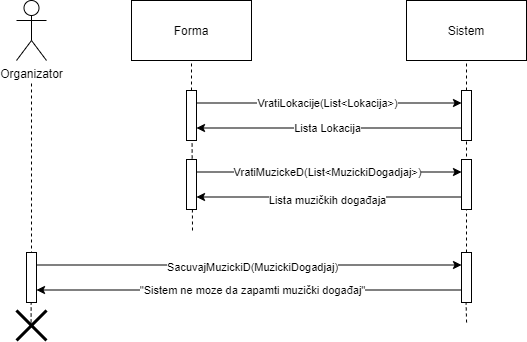 Forma
Sistem
Organizator
VratiLokacije(List<Lokacija>)
Lista Lokacija
VratiMuzickeD(List<MuzickiDogadjaj>)
Lista muzičkih događaja
SacuvajMuzickiD(MuzickiDogadjaj)
"Sistem ne moze da zapamti muzički događaj"